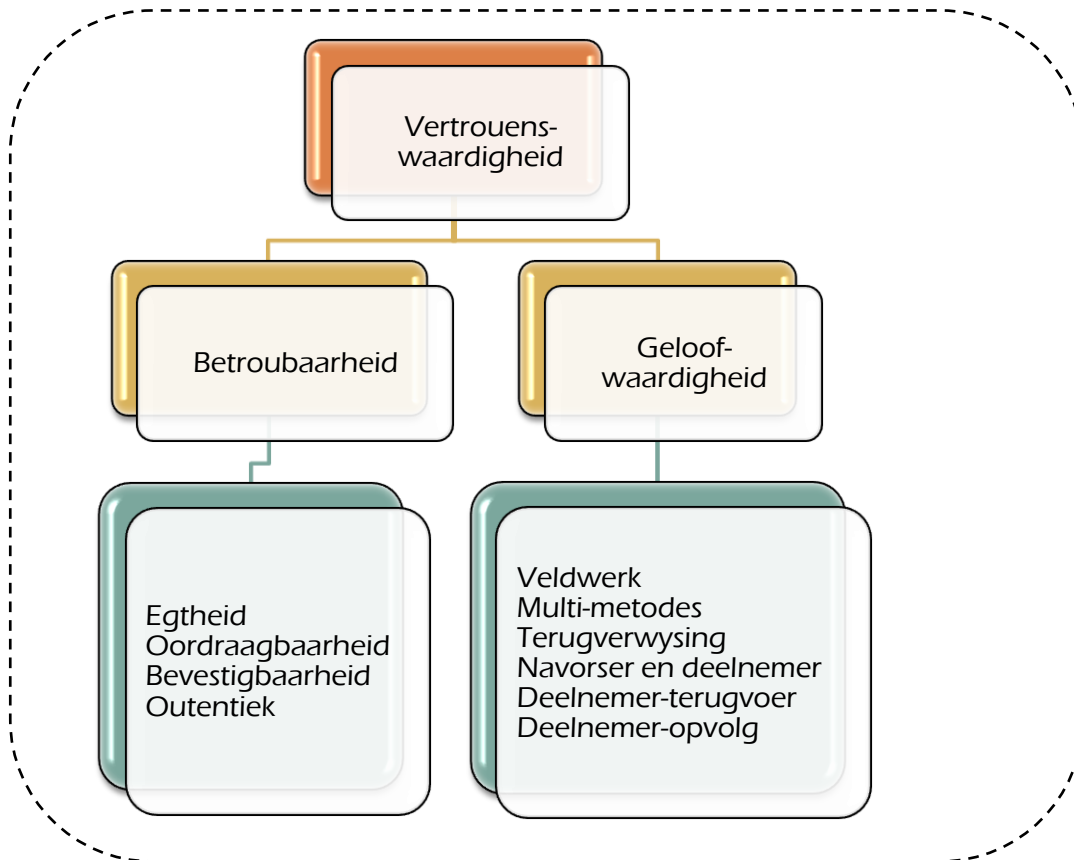 Vertrouens-
waardigheid
Betroubaarheid
Geloof-
waardigheid
Egtheid
Oordraagbaarheid
Bevestigbaarheid
Outentiek
Veldwerk
Multi-metodes
Terugverwysing
Navorser en deelnemer
Deelnemer-terugvoer
Deelnemer-opvolg